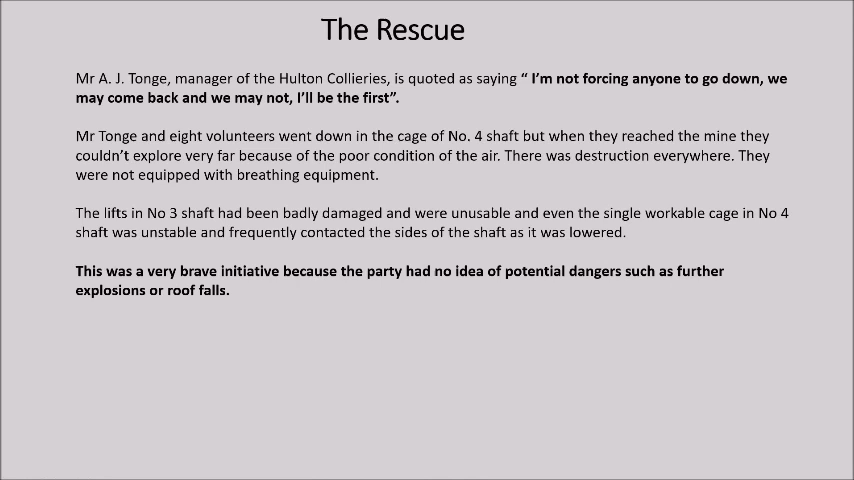 The Rescue
Mr A. J. Tonge, manager of the Hulton Collieries, is quoted as saying “ I’m not forcing anyone to go down, we
may come back and we may not, I’ll be the first”.
Mr Tonge and eight volunteers went down in the cage of No. 4 shaft but when they reached the mine they
couldn’t explore very far because of the poor condition of the air. There was destruction everywhere. They
were not equipped with breathing equipment.
The lifts in No 3 shaft had been badly damaged and were unusable and even the single workable cage in No 4
shaft was unstable and frequently contacted the sides of the shaft as it was lowered.
This was a very brave initiative because the party had no idea of potential dangers such as further
explosions or roof falls.